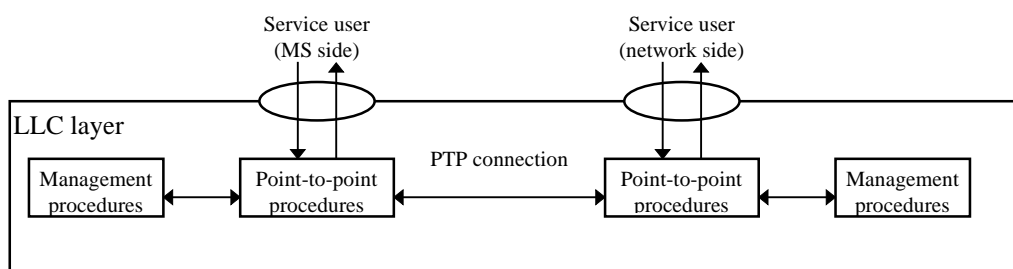 Service user
(MS side)
Service user
(network side)
LLC layer
PTP connection
Management
procedures
Point-to-point
procedures
Point-to-point
procedures
Management
procedures